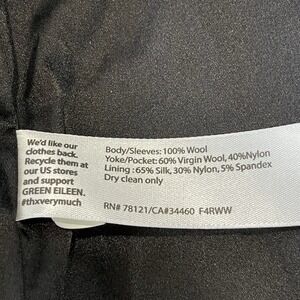 We'd like our
clothes back.
Recycle them at
our US stores
and support
GREEN EILEEN.
#thxverymuch
Body/Sleeves: 100% Wool
Yoke/Pocket: 60% Virgin Wool, 40%Nylon
Lining : 65% Silk, 30% Nylon, 5% Spandex
Dry clean only
RN# 78121/CA#34460 F4RWW